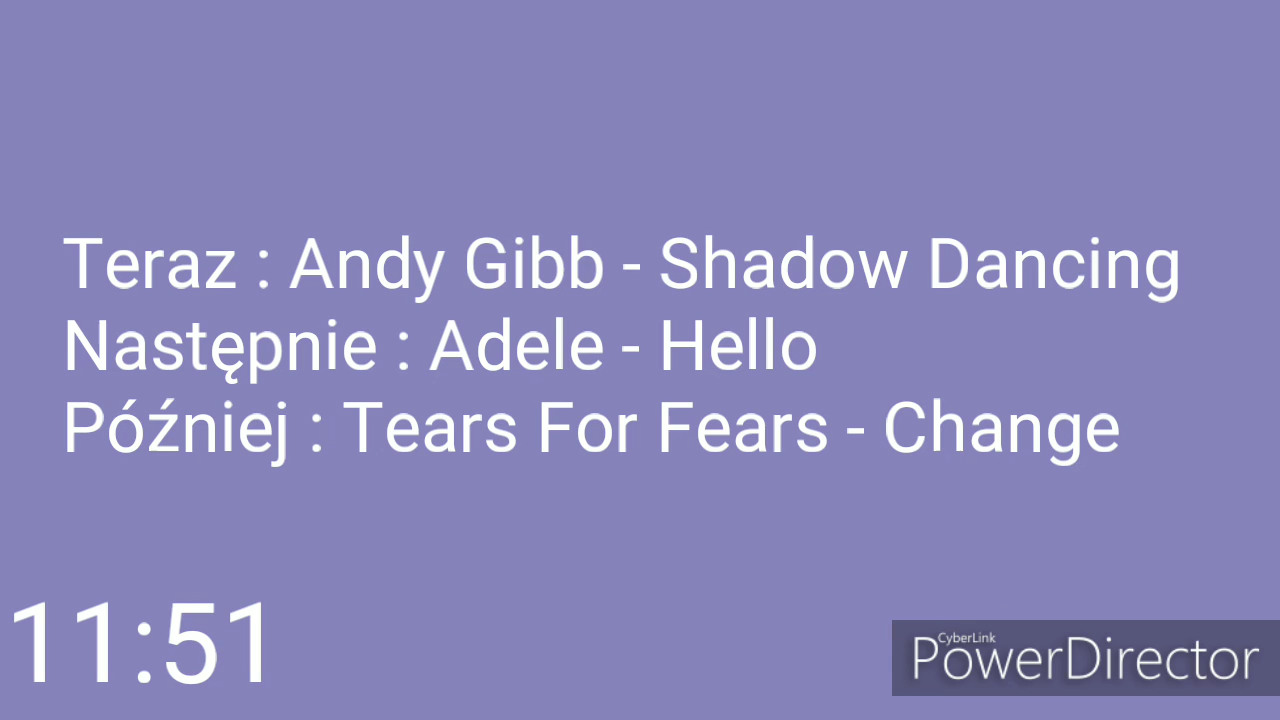 Teraz : Andy Gibb - Shadow Dancing
Następnie : Adele - Hello
Później : Tears For Fears - Change
11:51
CyberLink
PowerDirector